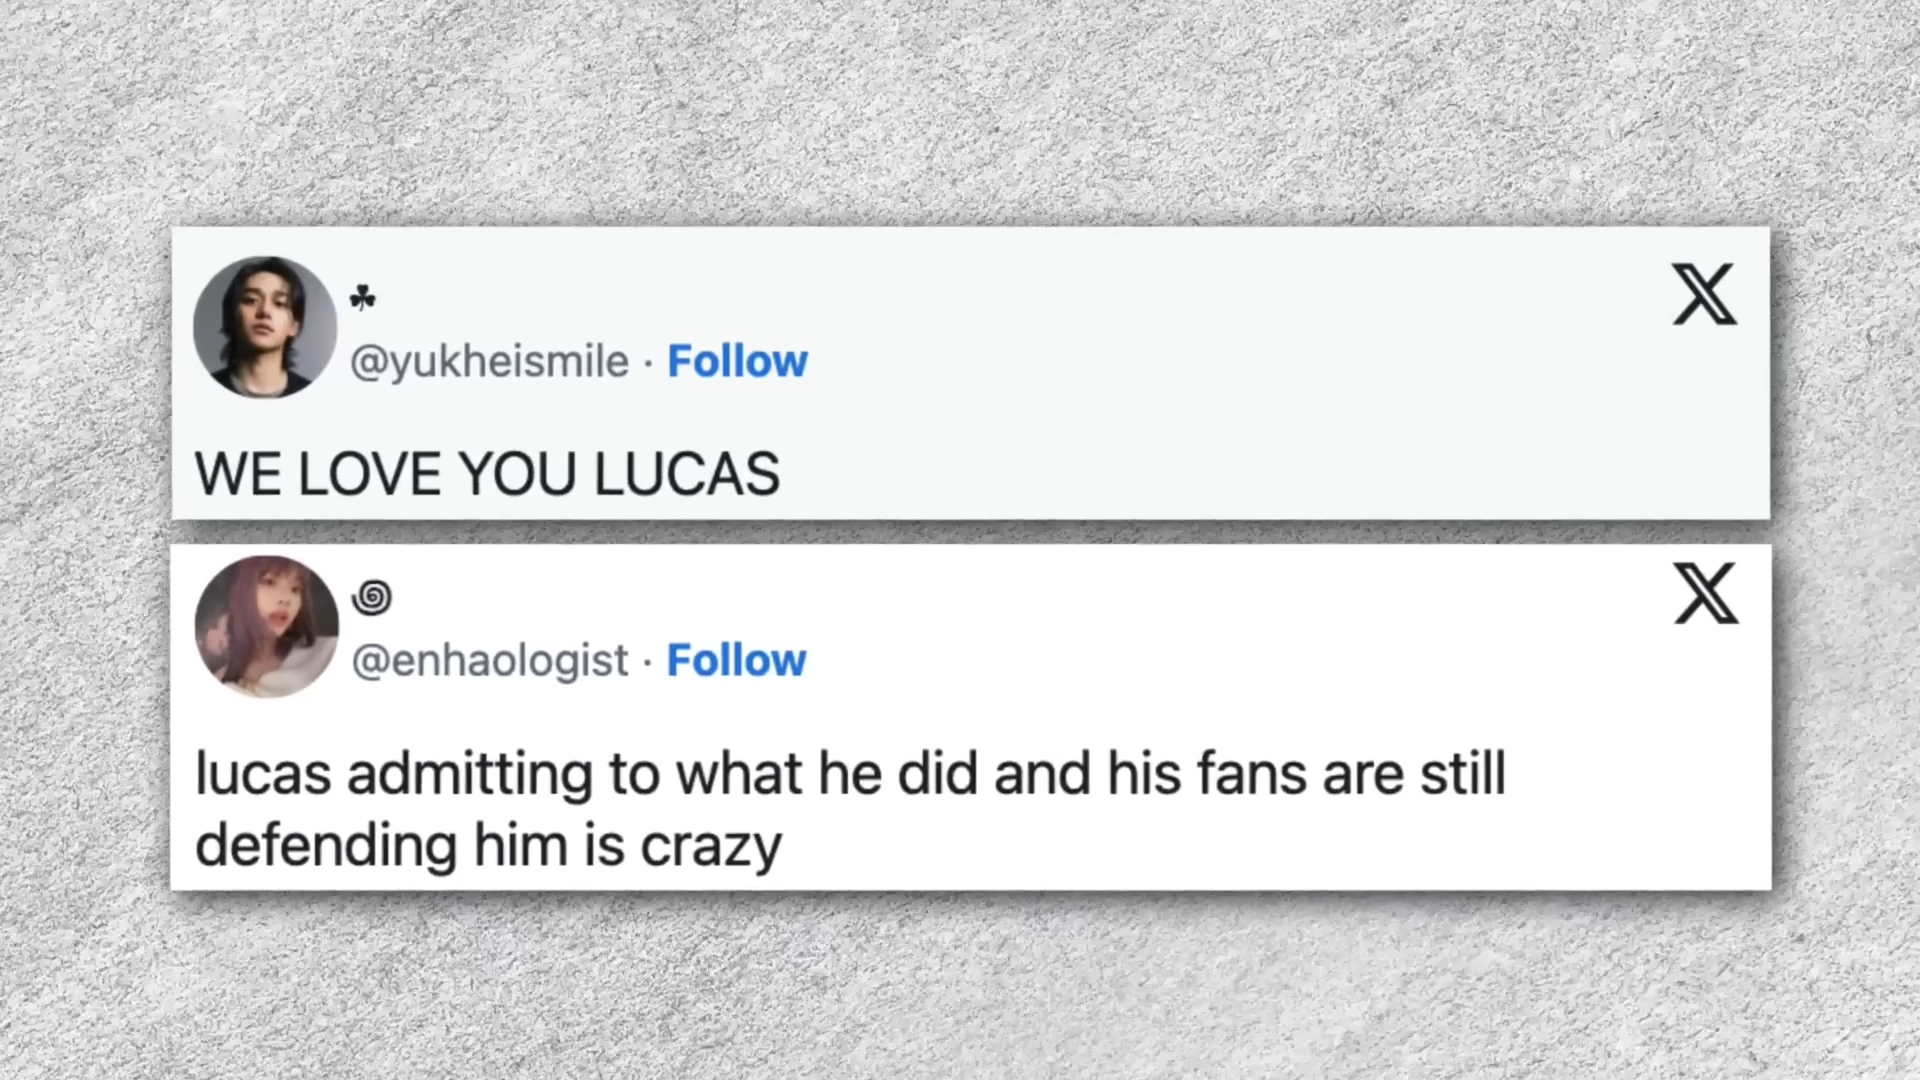 ☘
@yukheismile · Follow
WE LOVE YOU LUCAS
@enhaologist · Follow
lucas admitting to what he did and his fans are still
defending him is crazy